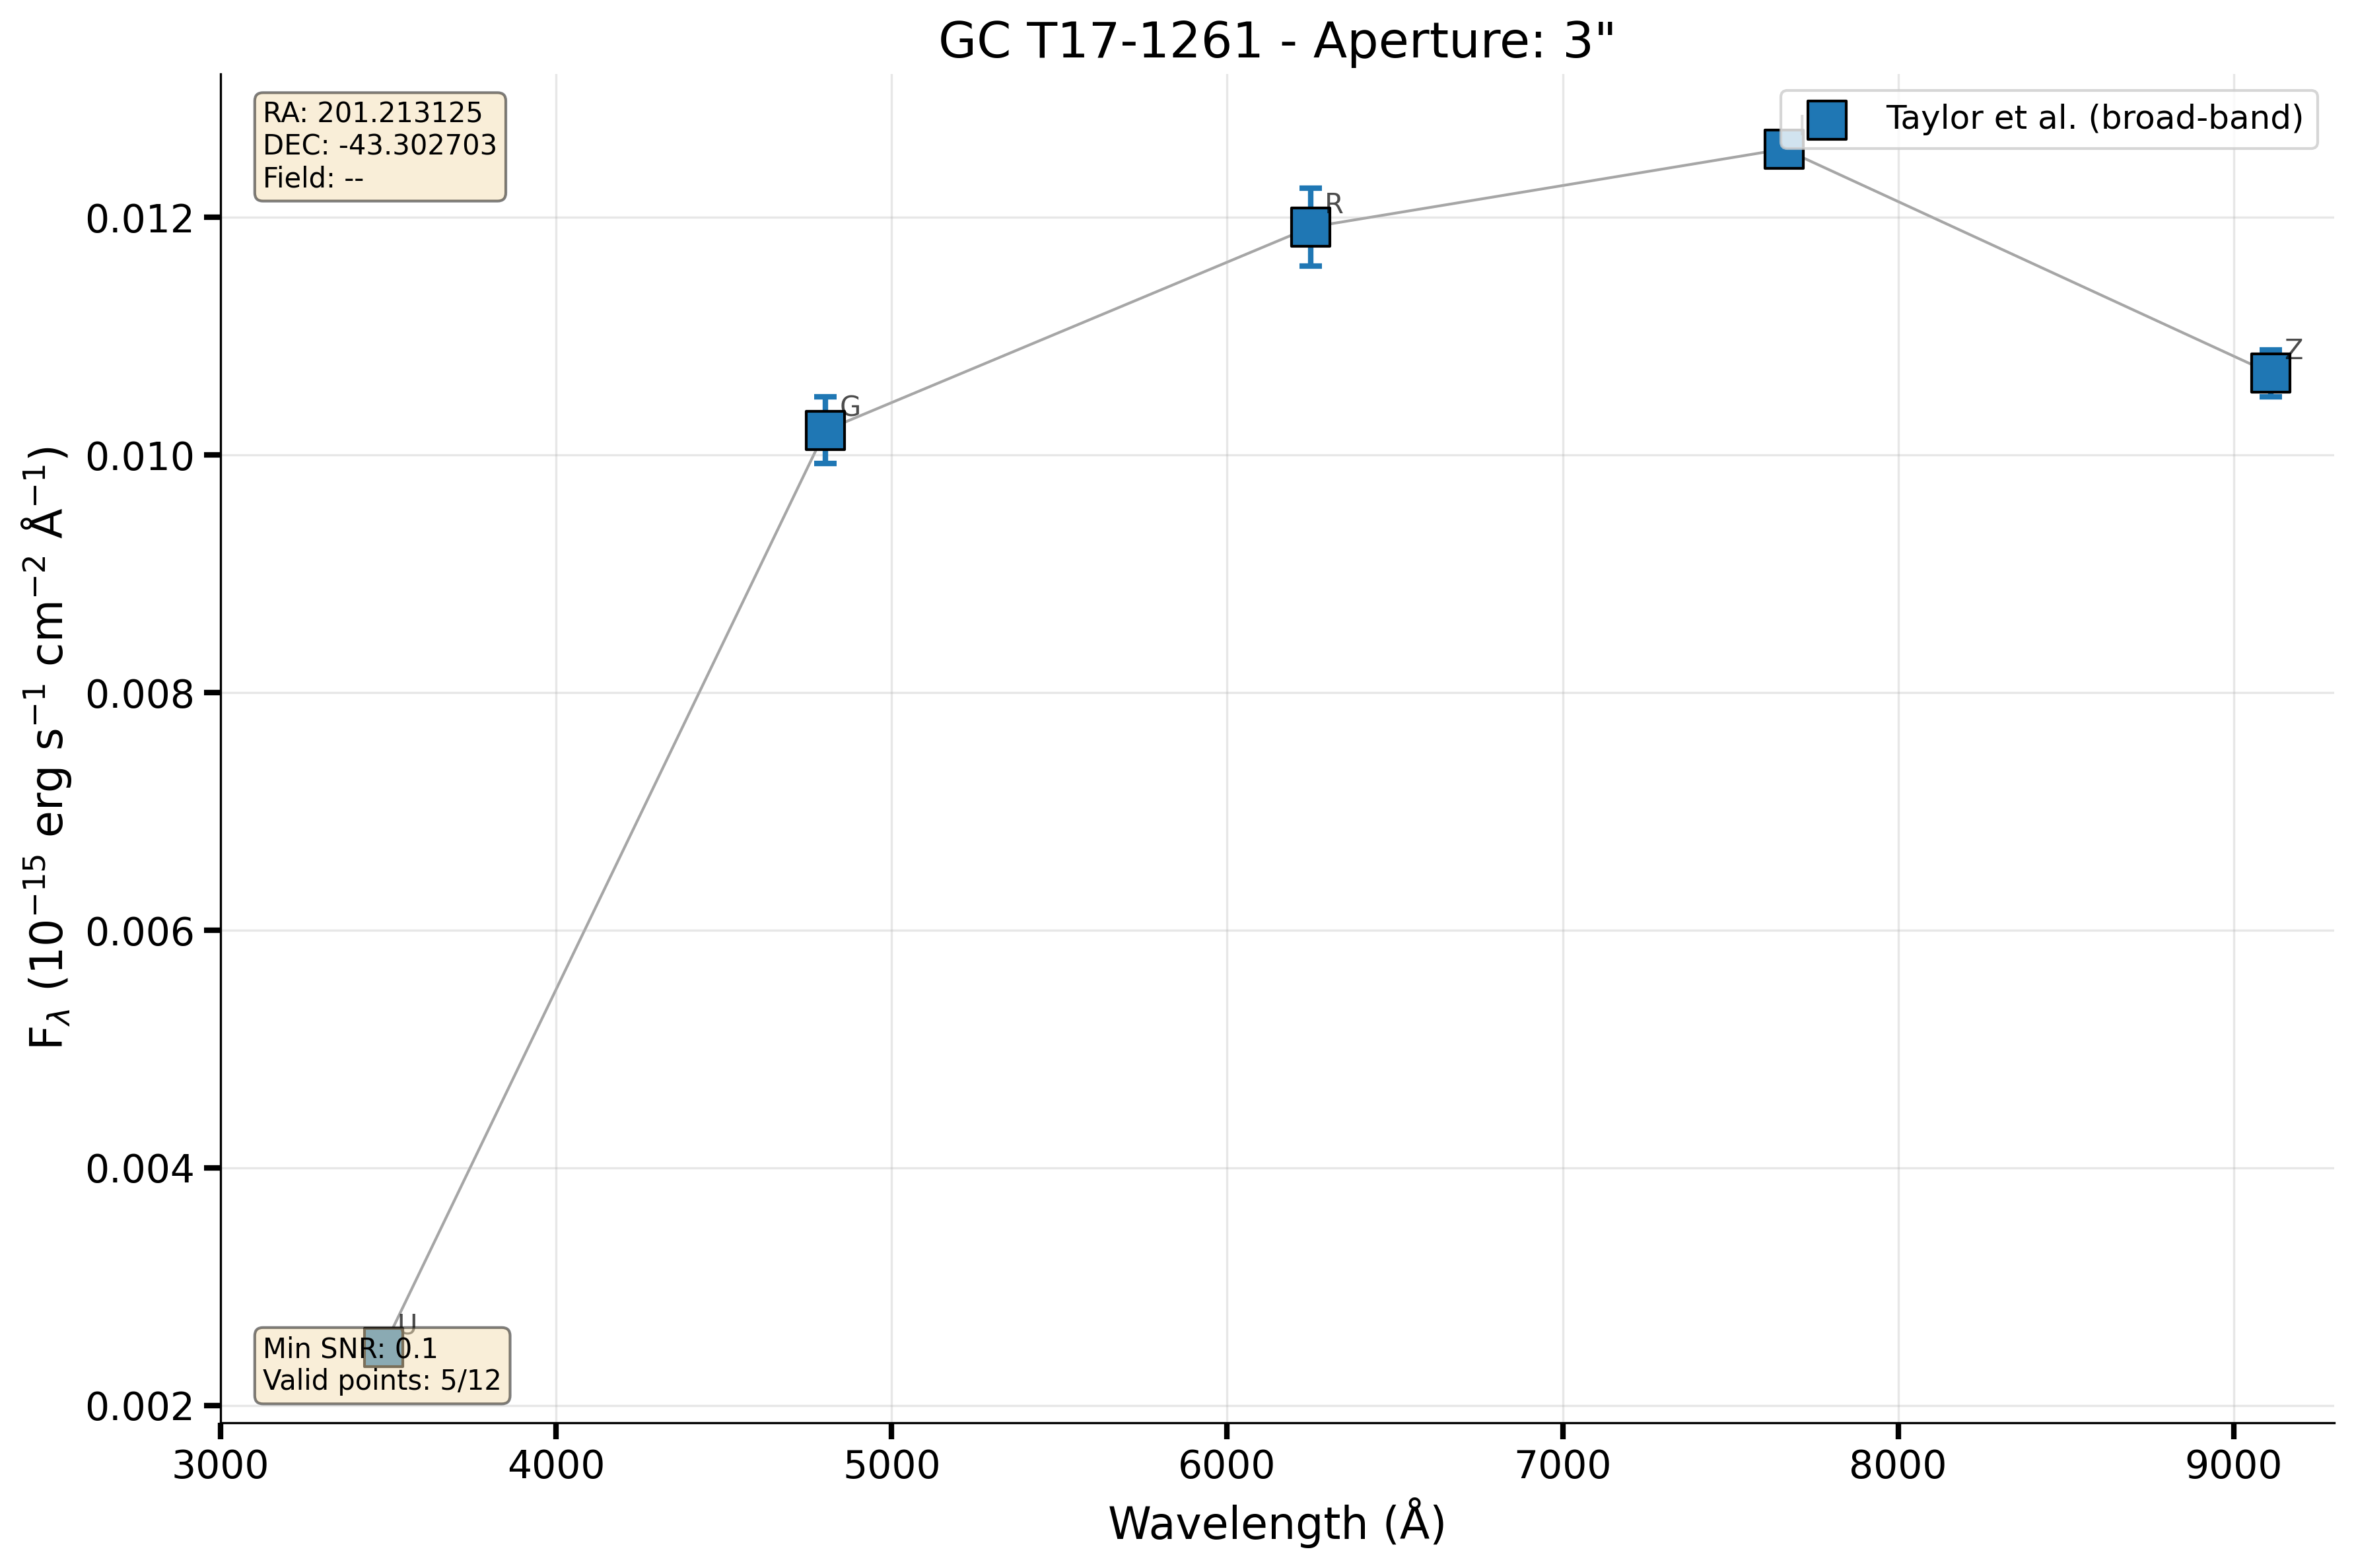 GC T17-1261 - Aperture: 3"
RA: 201.213125
DEC: -43.302703
Field: --
Taylor et al. (broad-band)
R
Z
G
U
Min SNR: 0.1
Valid points: 5/12
0.012
0.010
0.008
0.006
0.004
0.002
F_λ (10⁻¹⁵ erg s⁻¹ cm⁻² Å⁻¹)
3000 4000 5000 6000 7000 8000 9000
Wavelength (Å)